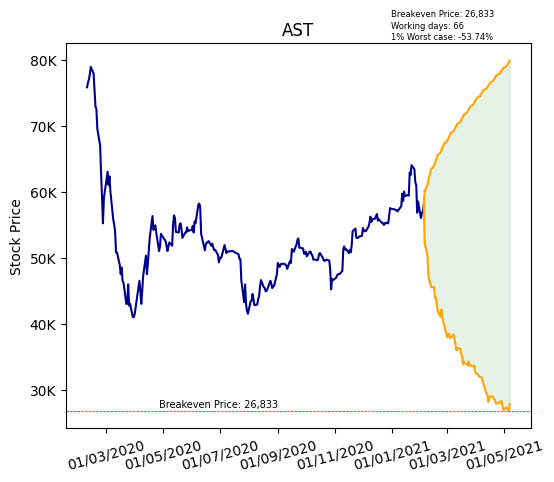 Breakeven Price: 26,833
Working days: 66
1% Worst case: -53.74%
AST
80K
70K
60K
50K
40K
30K
Stock Price
Breakeven Price: 26,833
01/03/2020
01/05/2020
01/07/2020
01/09/2020
01/11/2020
01/01/2021
01/03/2021
01/05/2021